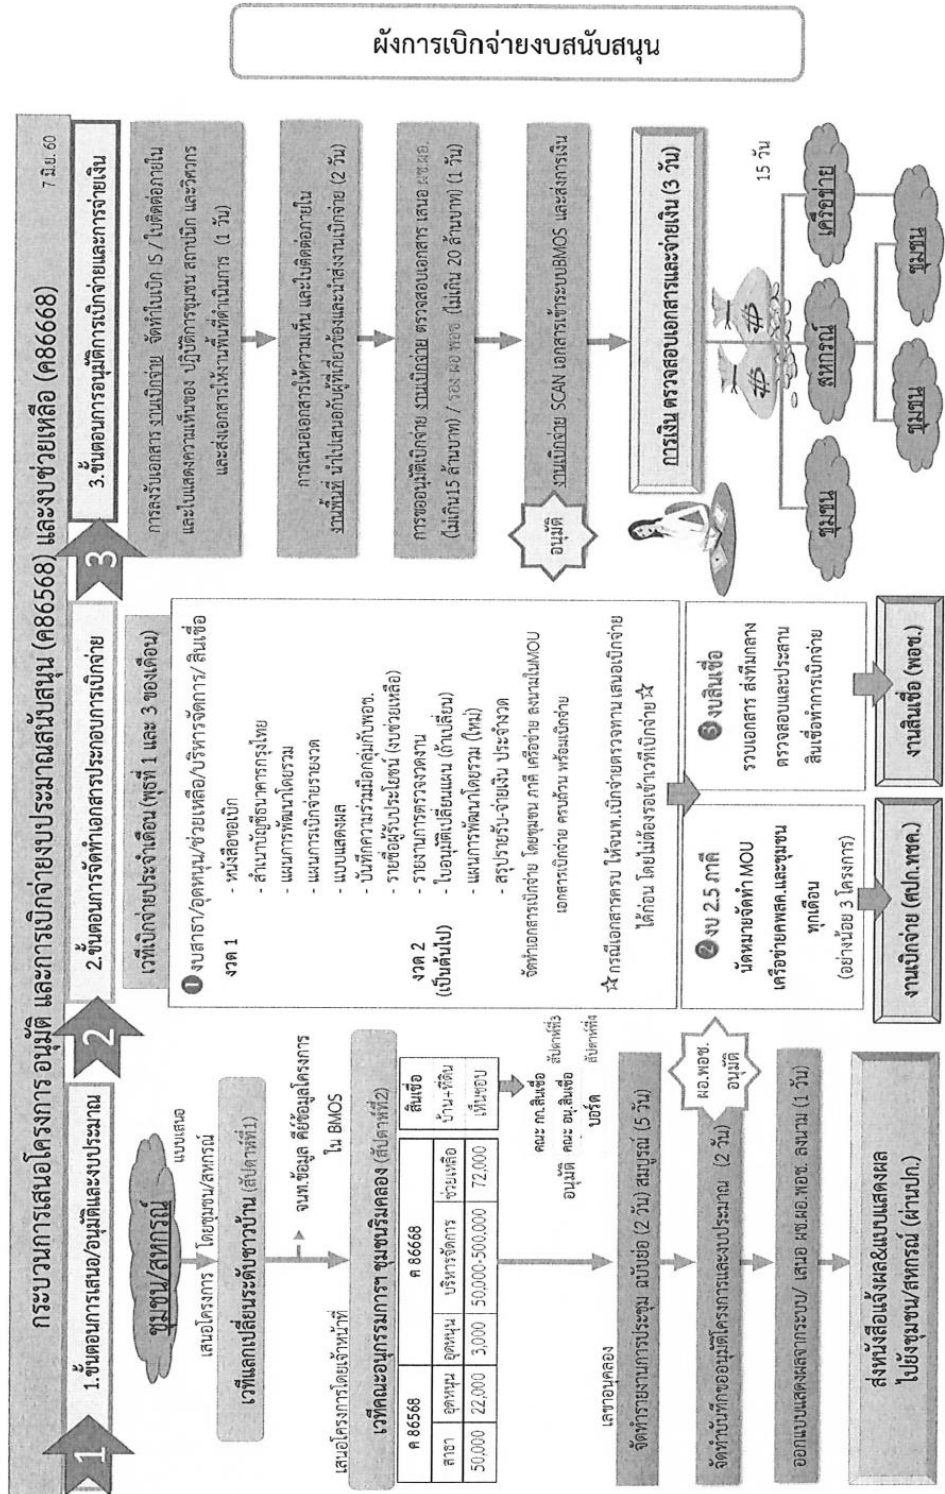 ผังการเบิกจ่ายงบสนับสนุน
กระบวนการเสนอโครงการ อนุมัติ และการเบิกจ่ายงบประมาณสนับสนุน (ค86568) และงบช่วยเหลือ (ค86668)
7 มิ.ย. 60
1
1.ขั้นตอนการเสนอ/อนุมัติและงบประมาณ
ชุมชน/สหกรณ์
แบบเสนอ
เสนอโครงการ
โดยชุมชน/สหกรณ์
เวทีแลกเปลี่ยนระดับชาวบ้าน (สัปดาห์ที่1)
จนท.ข้อมูล คีย์ข้อมูลโครงการ
ใน BMOS
เสนอโครงการโดยเจ้าหน้าที่
เวทีคณะอนุกรรมการฯ ชุมชนริมคลอง (สัปดาห์ที่2)
ค 86568
ค 86668
สินเชื่อ
สาธา
อุดหนุน
อุดหนุน
บริหารจัดการ
ช่วยเหลือ
บ้าน+ที่ดิน
50,000
22,000
3,000
50,000-500,000
72,000
เห็นชอบ
คณะ กก.สินเชื่อ สัปดาห์ที่3
อนุมัติ คณะ อนุ.สินเชื่อ
บอร์ด สัปดาห์ที่4
เลขาอนุคลอง
จัดทำรายงานการประชุม ฉบับย่อ (2 วัน) สมบูรณ์ (5 วัน)
ผอ.พอช.
อนุมัติ
จัดทำบันทึกขออนุมัติโครงการและงบประมาณ (2 วัน)
ออกแบบแสดงผลจากระบบ/ เสนอ ผช.ผอ.พอช. ลงนาม (1 วัน)
ส่งหนังสือแจ้งผล&แบบแสดงผล
ไปยังชุมชน/สหกรณ์ (ผ่านปภ.)
2
2.ขั้นตอนการจัดทำเอกสารประกอบการเบิกจ่าย
เวทีเบิกจ่ายประจำเดือน (พุธที่ 1 และ 3 ของเดือน)
1 งบสาธา/อุดหนุน/ช่วยเหลือ/บริหารจัดการ/ สินเชื่อ
งวด 1
- หนังสือขอเบิก
- สำเนาบัญชีธนาคารกรุงไทย
- แผนการพัฒนาโดยรวม
- แผนการเบิกจ่ายรายงวด
- แบบแสดงผล
- บันทึกความร่วมมือกลุ่มกับพอช.
- รายชื่อผู้รับประโยชน์ (งบช่วยเหลือ)
งวด 2
(เป็นต้นไป)
- รายงานการตรวจงวดงาน
- ใบอนุมัติเปลี่ยนแผน (ถ้าเปลี่ยน)
- แผนการพัฒนาโดยรวม (ใหม่)
- สรุปรายรับ-จ่ายเงิน ประจำงวด
จัดทำเอกสารเบิกจ่าย โดยชุมชน ภาคี เครือข่าย ลงนามในMOU
เอกสารเบิกจ่าย ครบถ้วน พร้อมเบิกจ่าย
☆ กรณีเอกสารครบ ให้จนท.เบิกจ่ายตรวจทาน เสนอเบิกจ่าย
ได้ก่อน โดยไม่ต้องรอเข้าเวทีเบิกจ่าย ☆
2 งบ 2.5 ภาคี
นัดหมายจัดทำ MOU
เครือข่ายคพสค.และชุมชน
ทุกเดือน
(อย่างน้อย 3 โครงการ)
3 งบสินเชื่อ
รวบเอกสาร ส่งทีมกลาง
ตรวจสอบและประสาน
สินเชื่อทำการเบิกจ่าย
งานเบิกจ่าย (ศปก.ทชค.)
งานสินเชื่อ (พอช.)
3
3.ขั้นตอนการอนุมัติการเบิกจ่ายและการจ่ายเงิน
การลงรับเอกสาร งานเบิกจ่าย จัดทำใบเบิก IS / ใบติดต่อภายใน
และใบแสดงความเห็นของ ปฏิบัติการชุมชน สถาปนิก และวิศวกร
และส่งเอกสารให้งานพื้นที่ดำเนินการ (1 วัน)
การเสนอเอกสารให้ความเห็น และใบติดต่อภายใน
งานพื้นที่ นำไปเสนอกับผู้ที่เกี่ยวข้องและนำส่งงานเบิกจ่าย (2 วัน)
การขออนุมัติเบิกจ่าย งานเบิกจ่าย ตรวจสอบเอกสาร เสนอ ผช.ผอ.
(ไม่เกิน15 ล้านบาท) / รอง ผอ พอช (ไม่เกิน 20 ล้านบาท) (1 วัน)
อนุมัติ
งานเบิกจ่าย SCAN เอกสารเข้าระบบBMOS และส่งการเงิน
การเงิน ตรวจสอบเอกสารและจ่ายเงิน (3 วัน)
15 วัน
ชุมชน
สหกรณ์
เครือข่าย
ชุมชน
ชุมชน